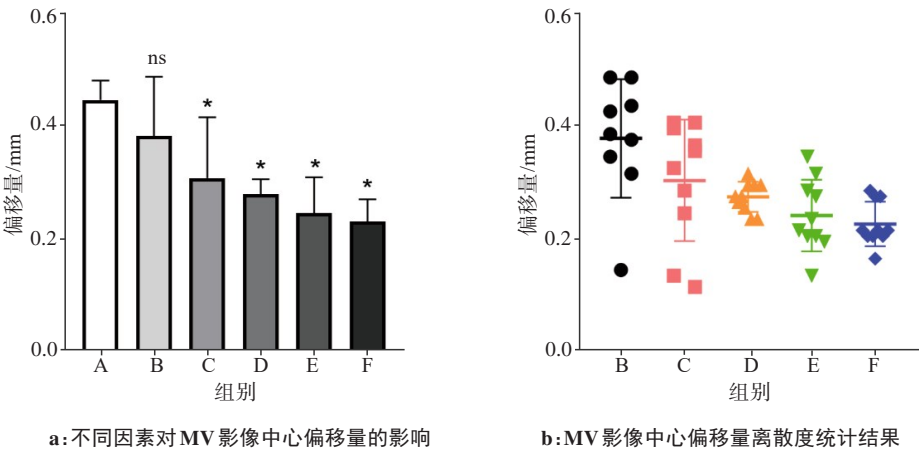 0.6
0.4
0.2
0.0
偏移量/mm
ns
*
*
*
*
A B C D E F
组别
a:不同因素对MV影像中心偏移量的影响
0.6
0.4
0.2
0.0
偏移量/mm
B C D E F
组别
b:MV影像中心偏移量离散度统计结果